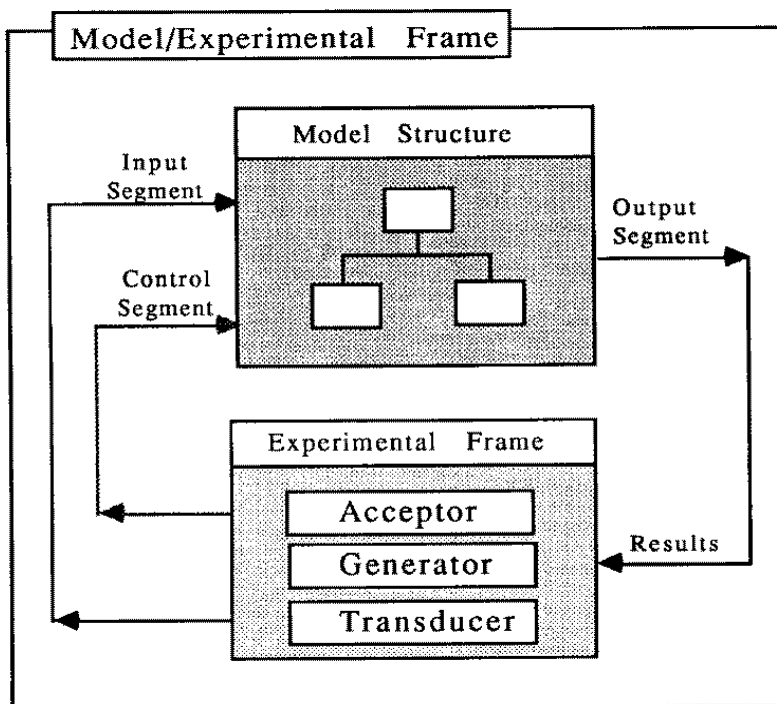 Model/Experimental Frame
Model Structure
Input
Segment
Output
Segment
Control
Segment
Experimental Frame
Acceptor
Generator
Results
Transducer